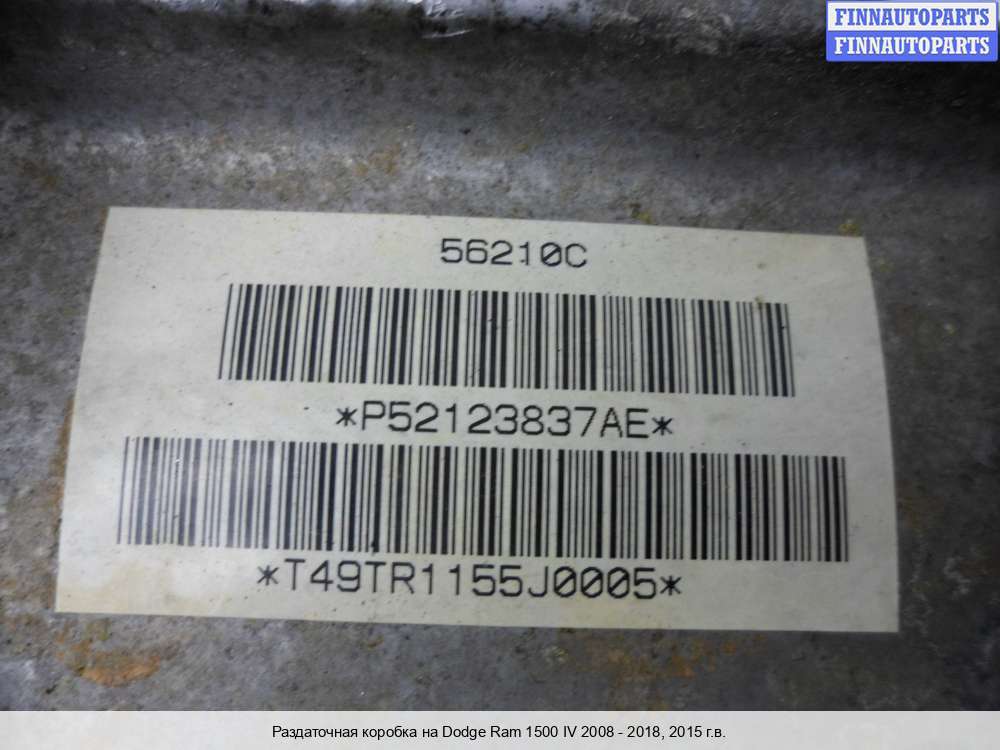 FINNAUTOPARTS
FINNAUTOPARTS
56210C
*P52123837AE*
*T49TR1155J0005*
Раздаточная коробка на Dodge Ram 1500 IV 2008 - 2018, 2015 г.в.